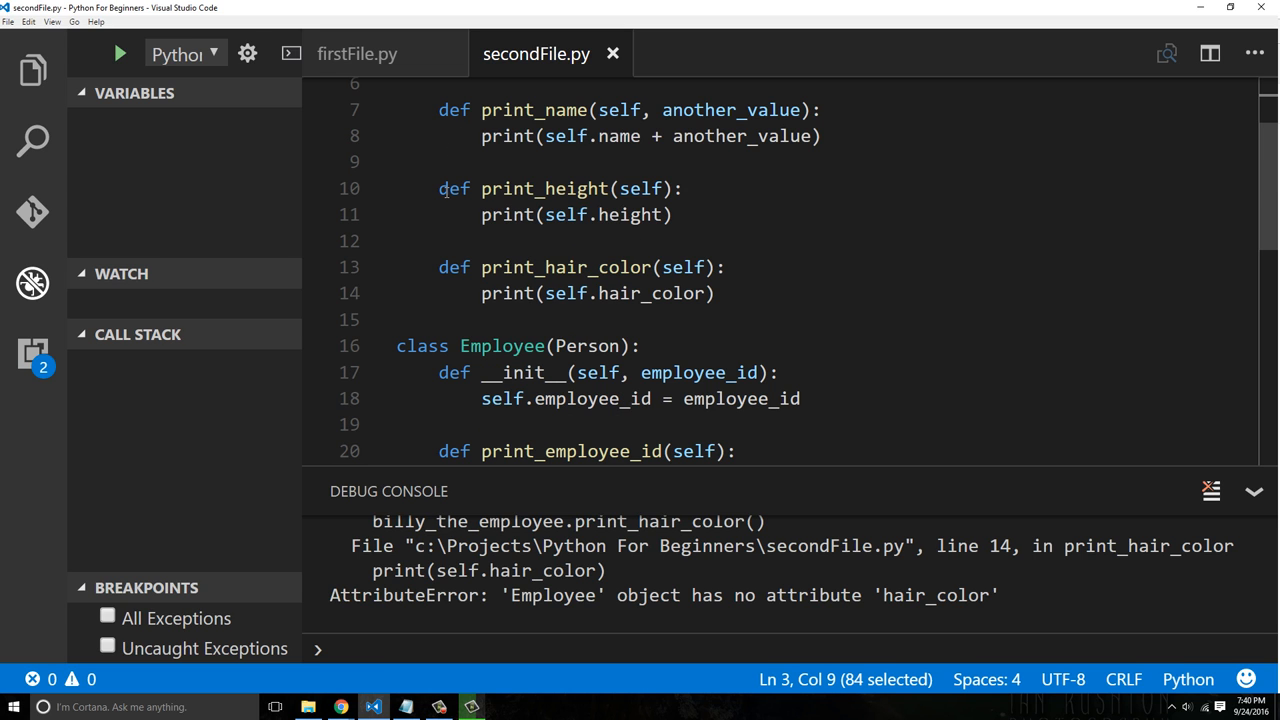 secondFile.py - Python For Beginners - Visual Studio Code
File Edit View Go Help
Pythor
firstFile.py
secondFile.py
VARIABLES
WATCH
CALL STACK
2
BREAKPOINTS
All Exceptions
Uncaught Exceptions
6
7 def print_name(self, another_value):
8 print(self.name + another_value)
9
10 def print_height(self):
11 print(self.height)
12
13 def print_hair_color(self):
14 print(self.hair_color)
15
16 class Employee(Person):
17 def __init__(self, employee_id):
18 self.employee_id = employee_id
19
20 def print_employee_id(self):
DEBUG CONSOLE
billy_the_employee.print_hair_color()
File "c:\Projects\Python For Beginners\secondFile.py", line 14, in print_hair_color
print(self.hair_color)
AttributeError: 'Employee' object has no attribute 'hair_color'
0 0
Ln 3, Col 9 (84 selected) Spaces: 4 UTF-8 CRLF Python
I'm Cortana. Ask me anything.
7:40 PM
9/24/2016